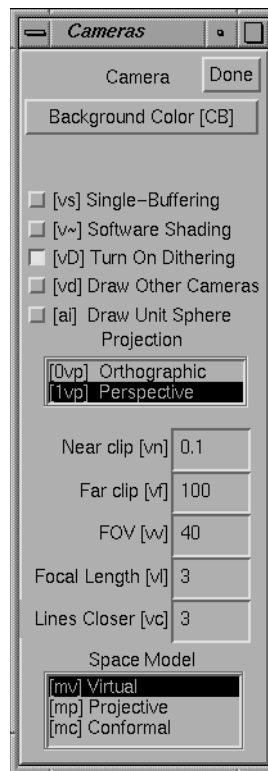 Cameras
Camera Done
Background Color [CB]
[vs] Single-Buffering
[v~] Software Shading
[vD] Turn On Dithering
[vd] Draw Other Cameras
[ai] Draw Unit Sphere
Projection
[0vp] Orthographic
[1vp] Perspective
Near clip [vn] 0.1
Far clip [vf] 100
FOV [vv] 40
Focal Length [vl] 3
Lines Closer [vc] 3
Space Model
[mv] Virtual
[mp] Projective
[mc] Conformal